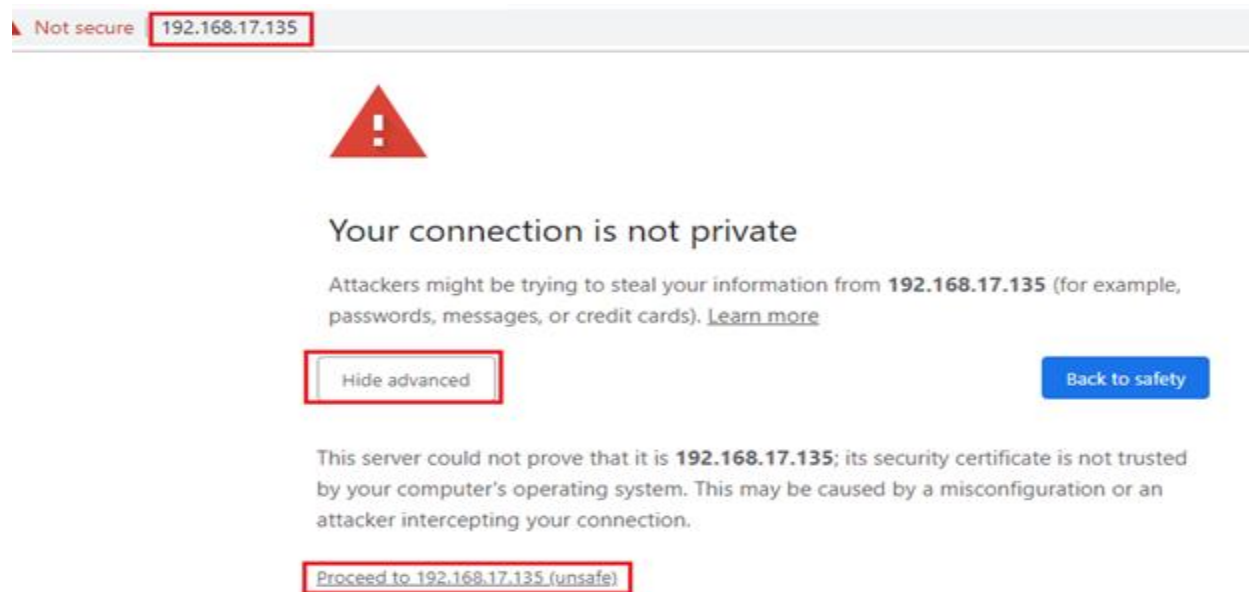 Not secure 192.168.17.135
Your connection is not private
Attackers might be trying to steal your information from 192.168.17.135 (for example,
passwords, messages, or credit cards). Learn more
Hide advanced
Back to safety
This server could not prove that it is 192.168.17.135; its security certificate is not trusted
by your computer's operating system. This may be caused by a misconfiguration or an
attacker intercepting your connection.
Proceed to 192.168.17.135 (unsafe)